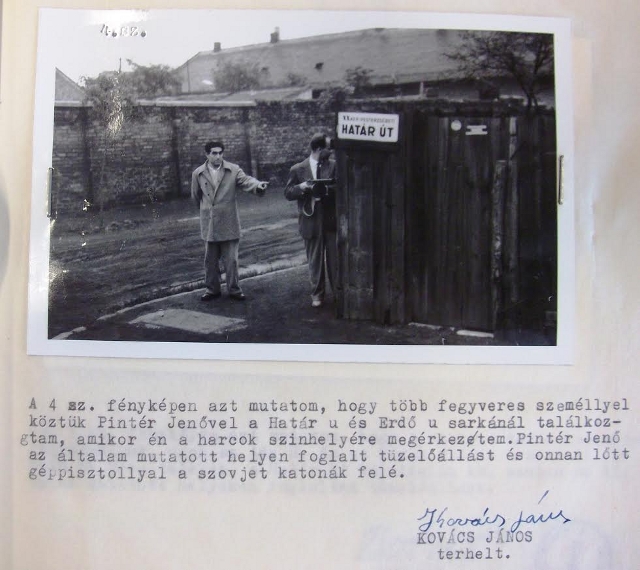 4. sz.
HATÁR ÚT
A 4 sz. fényképen azt mutatom, hogy több fegyveres személlyel
köztük Pintér Jenővel a Határ u és Erdő u sarkánál találkoz-
tam, amikor én a harcok szinhelyére megérkeztem.Pintér Jenő
az általam mutatott helyen foglalt tüzelőállást és onnan lőtt
géppisztollyal a szovjet katonák felé.
Kovács János
KOVÁCS JÁNOS
terhelt.